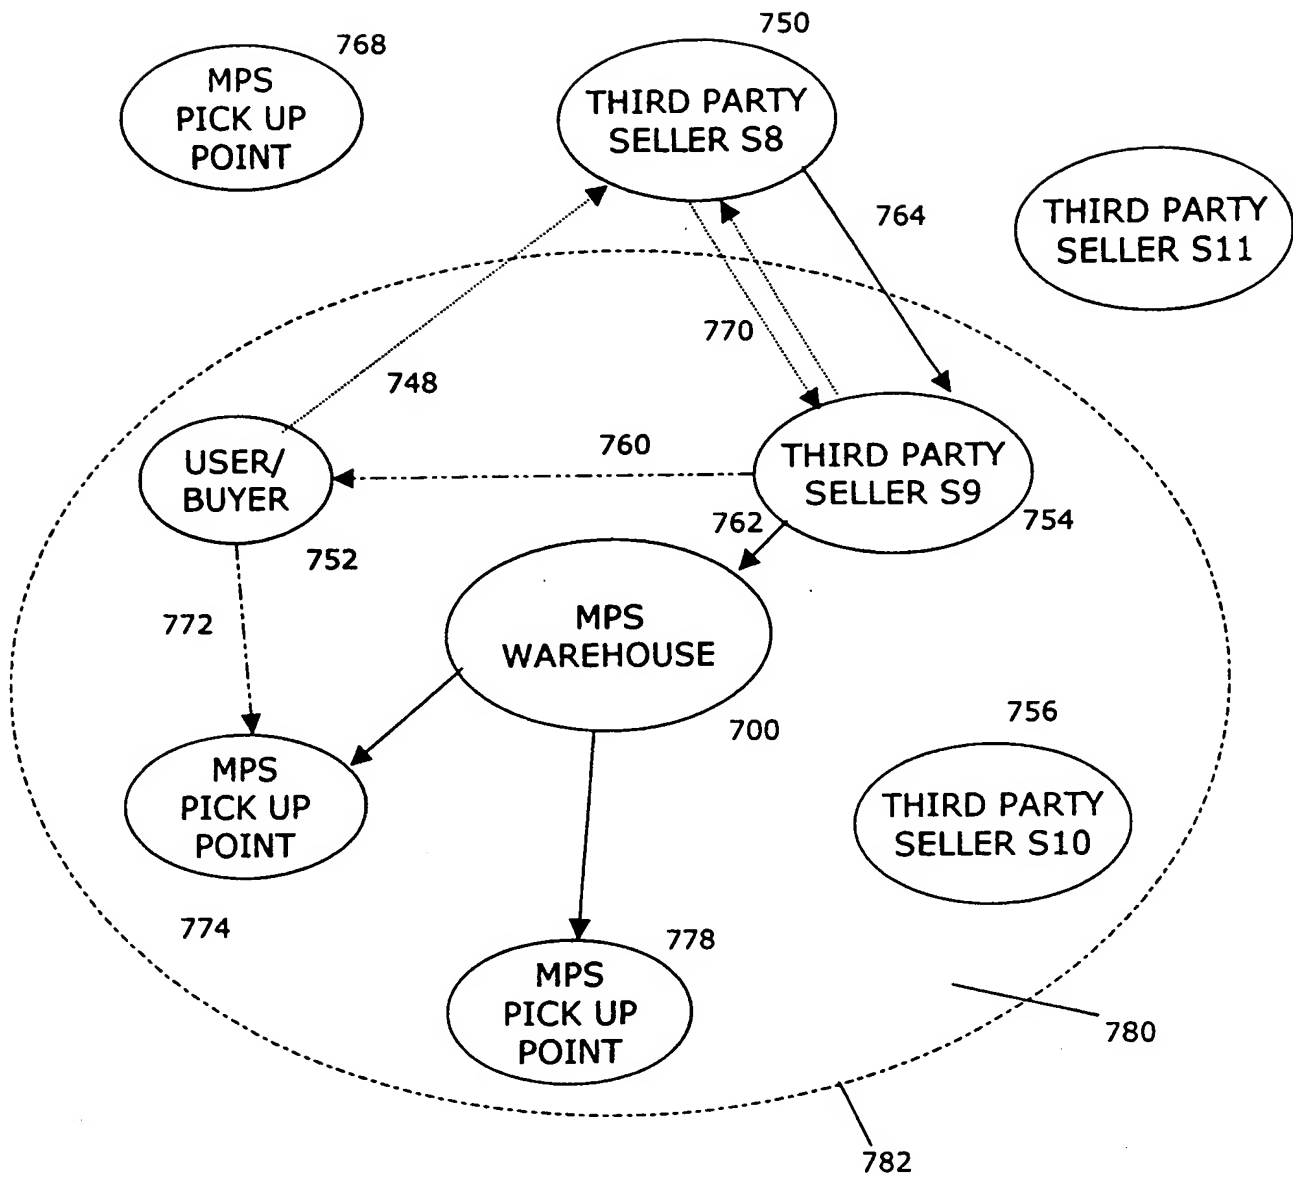 750
768
MPS
PICK UP
POINT
THIRD PARTY
SELLER S8
764
THIRD PARTY
SELLER S11
770
748
760
USER/
BUYER
THIRD PARTY
SELLER S9
762
754
752
772
MPS
WAREHOUSE
700
756
MPS
PICK UP
POINT
THIRD PARTY
SELLER S10
774
778
MPS
PICK UP
POINT
780
782